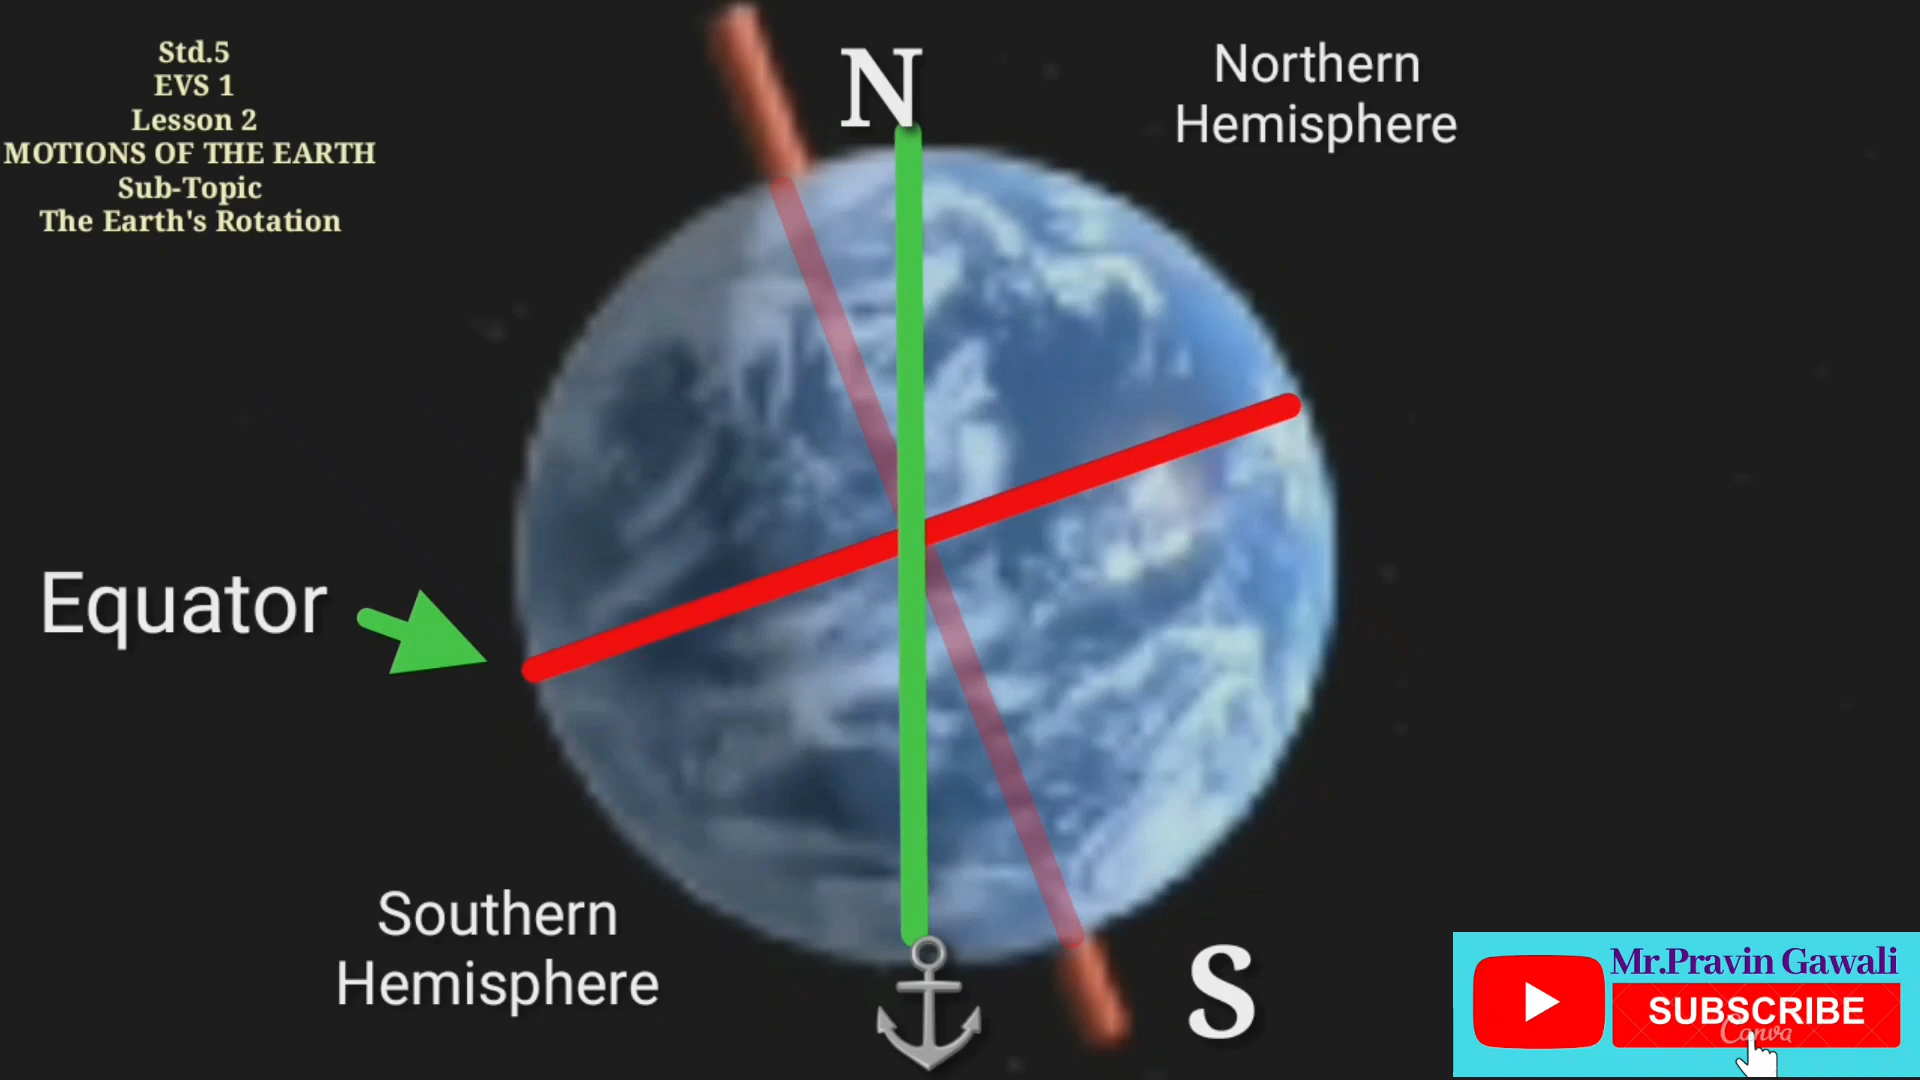 Std.5
EVS 1
Lesson 2
MOTIONS OF THE EARTH
Sub-Topic
The Earth's Rotation
N
Northern
Hemisphere
Equator
Southern
Hemisphere
S
Mr.Pravin Gawali
SUBSCRIBE
Canva